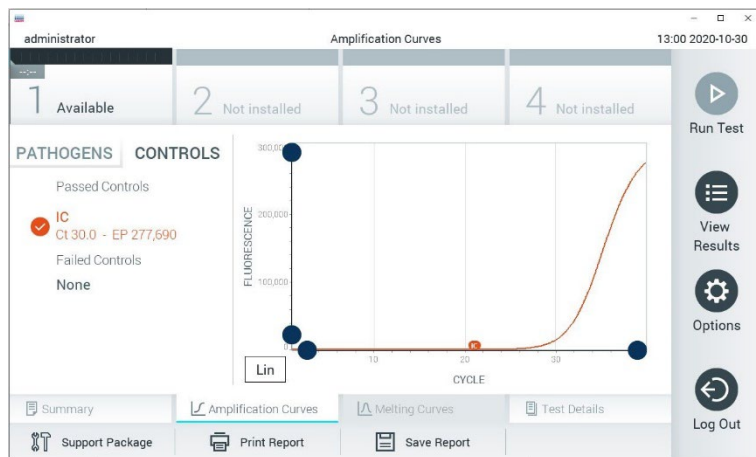 administrator
Amplification Curves
13:00 2020-10-30
--:--
1 Available
2 Not installed
3 Not installed
4 Not installed
Run Test
PATHOGENS
CONTROLS
Passed Controls
IC
Ct 30.0 - EP 277,690
Failed Controls
None
FLUORESCENCE
300,00
200,000
100,000
0
10
20
30
IC
CYCLE
Lin
View
Results
Options
Log Out
Summary
Amplification Curves
Melting Curves
Test Details
Support Package
Print Report
Save Report